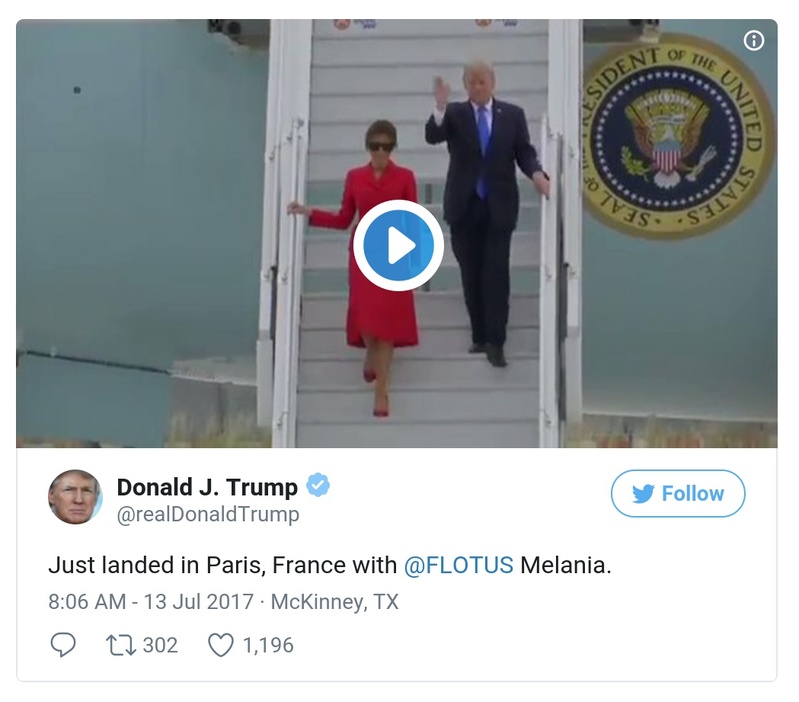 SEAL OF THE PRESIDENT OF THE UNITED STATES
Donald J. Trump
@realDonaldTrump
Follow
Just landed in Paris, France with @FLOTUS Melania.
8:06 AM - 13 Jul 2017 · McKinney, TX
302 1,196